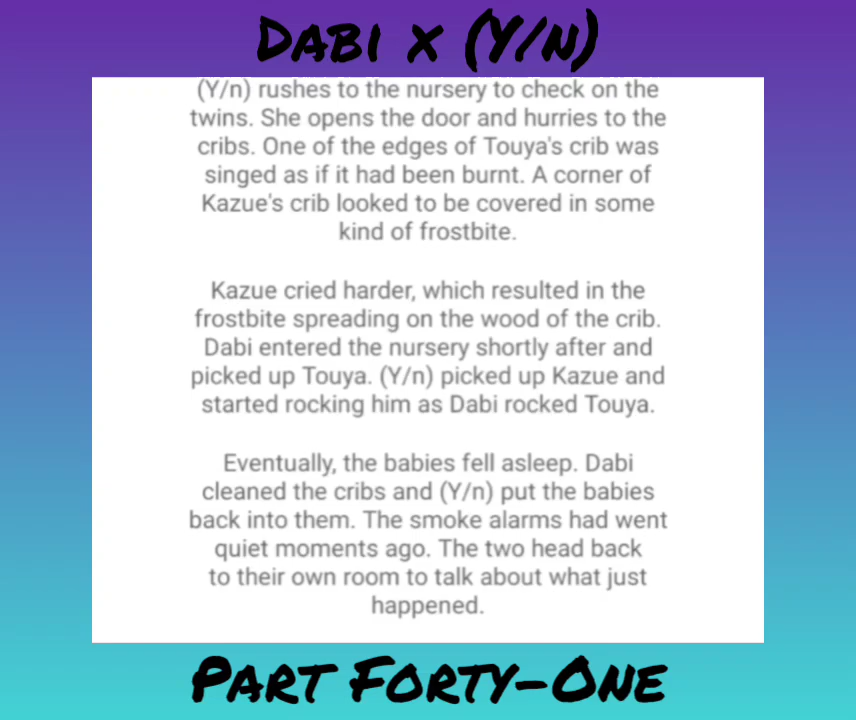 Dabi x (Y/n)
(Y/n) rushes to the nursery to check on the
twins. She opens the door and hurries to the
cribs. One of the edges of Touya's crib was
singed as if it had been burnt. A corner of
Kazue's crib looked to be covered in some
kind of frostbite.
Kazue cried harder, which resulted in the
frostbite spreading on the wood of the crib.
Dabi entered the nursery shortly after and
picked up Touya. (Y/n) picked up Kazue and
started rocking him as Dabi rocked Touya.
Eventually, the babies fell asleep. Dabi
cleaned the cribs and (Y/n) put the babies
back into them. The smoke alarms had went
quiet moments ago. The two head back
to their own room to talk about what just
happened.
Part Forty-One